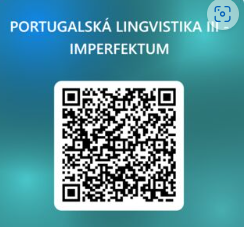 PORTUGALSKÁ LINGVISTIKA III -
IMPERFEKTUM